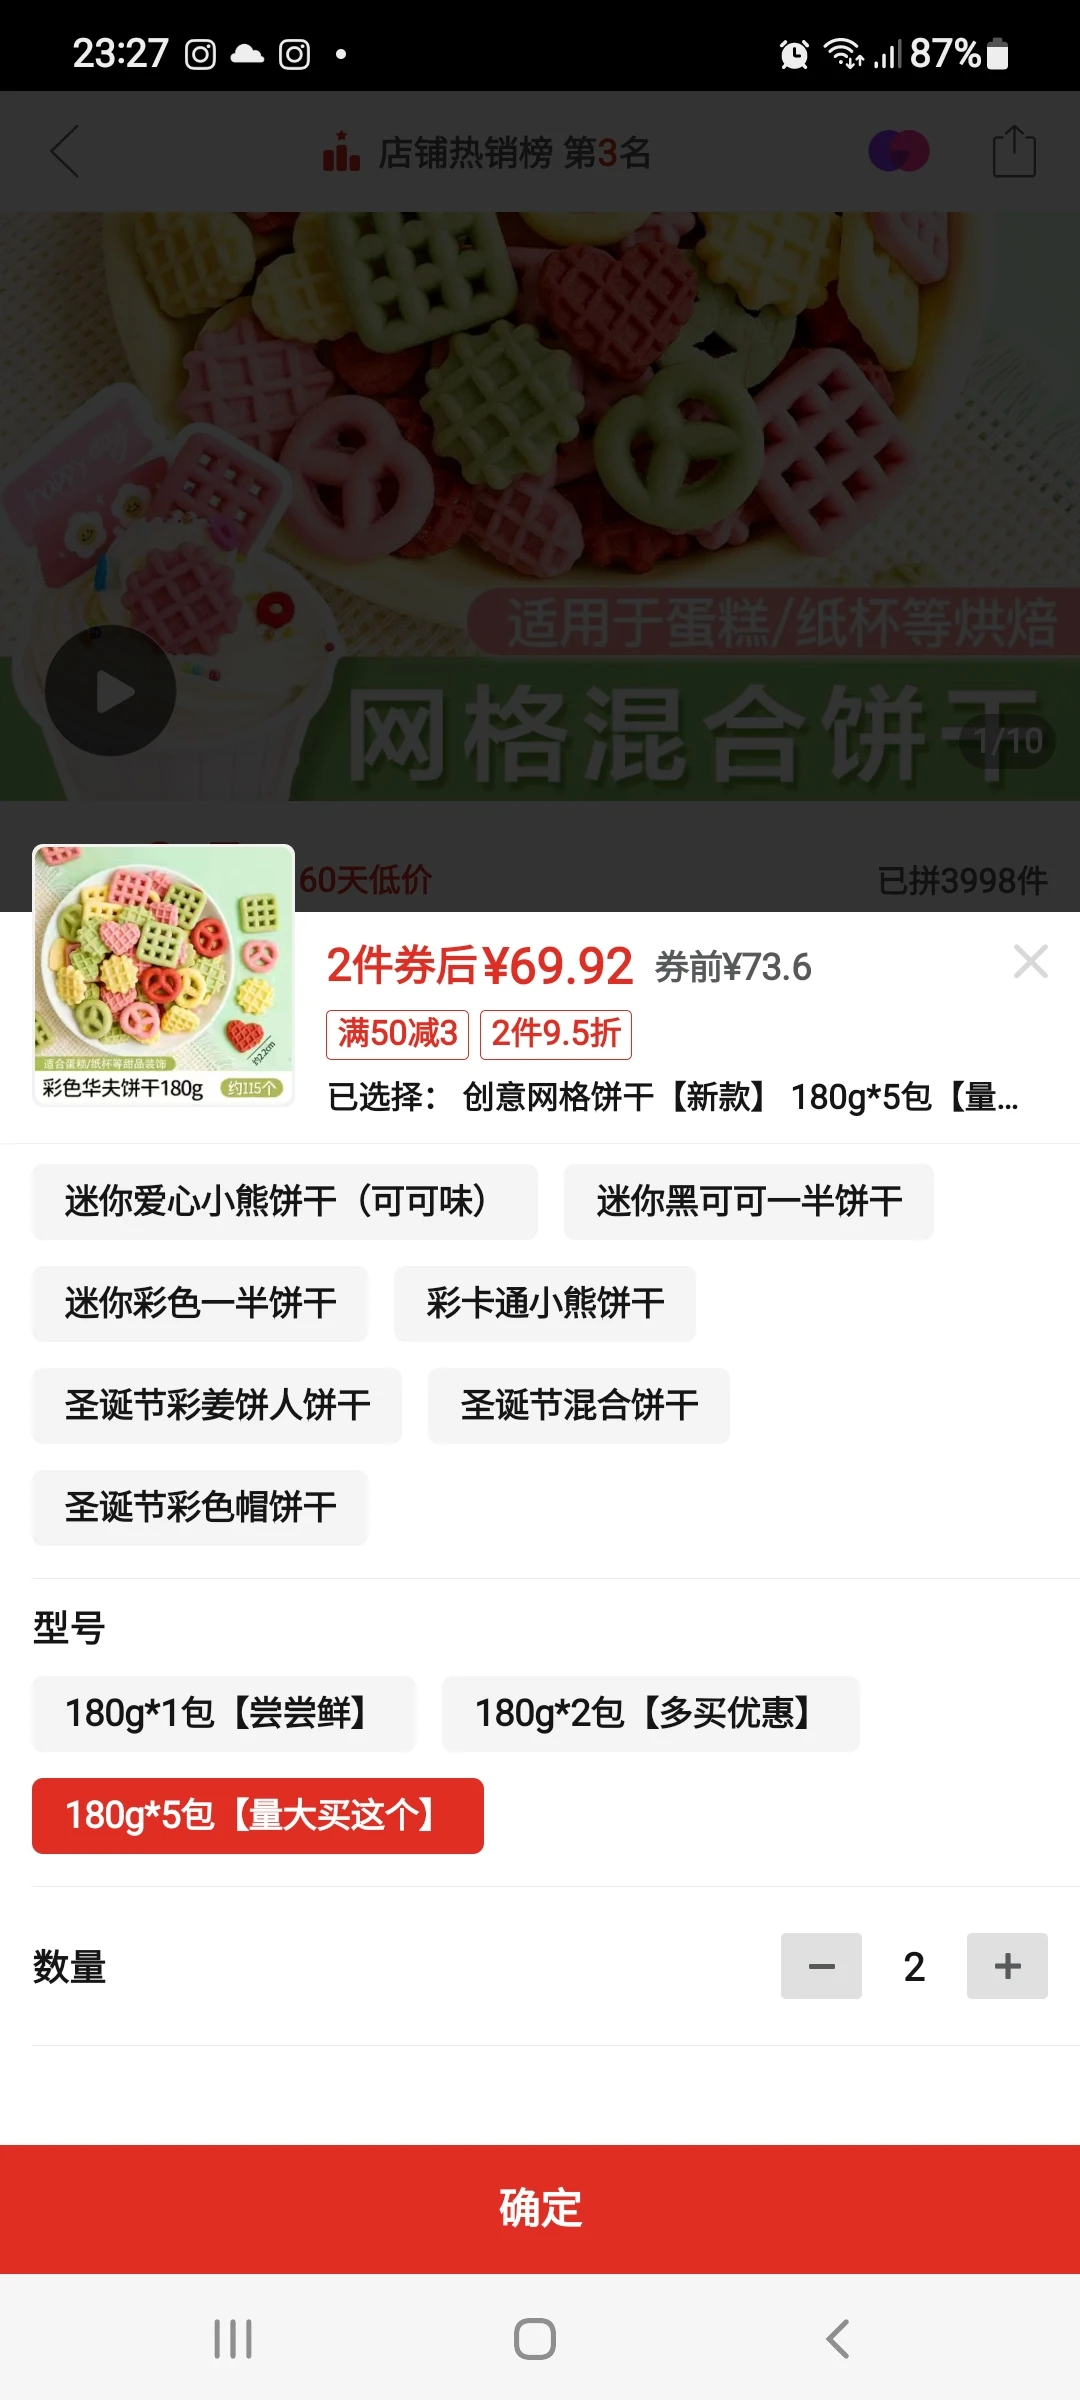 23:27
87%
店铺热销榜 第3名
适用于蛋糕/纸杯等烘焙
网格混合饼干
1/10
60天低价
已拼3998件
2件券后¥69.92 券前¥73.6
满50减3 2件9.5折
已选择： 创意网格饼干【新款】 180g*5包【量...
约2.2cm
适合蛋糕/纸杯等甜品装饰
彩色华夫饼干180g 约115个
迷你爱心小熊饼干（可可味） 迷你黑可可一半饼干
迷你彩色一半饼干 彩卡通小熊饼干
圣诞节彩姜饼人饼干 圣诞节混合饼干
圣诞节彩色帽饼干
型号
180g*1包【尝尝鲜】 180g*2包【多买优惠】
180g*5包【量大买这个】
数量 2
确定